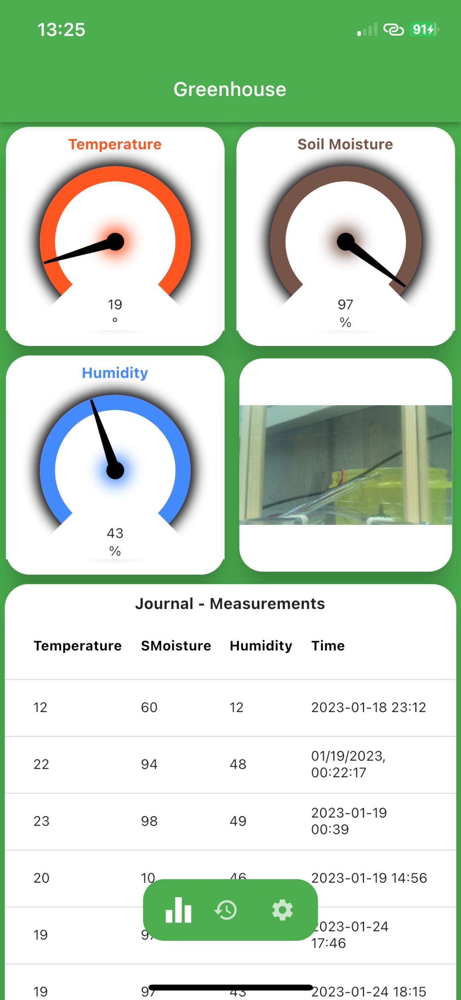 13:25
91
Greenhouse
Temperature
19
°
Soil Moisture
97
%
Humidity
43
%
Journal - Measurements
Temperature SMoisture Humidity Time
12 60 12 2023-01-18 23:12
22 94 48 01/19/2023,
00:22:17
23 98 49 2023-01-19
00:39
20 10 46 2023-01-19 14:56
19 97 2023-01-24
17:46
19 97 43 2023-01-24 18:15